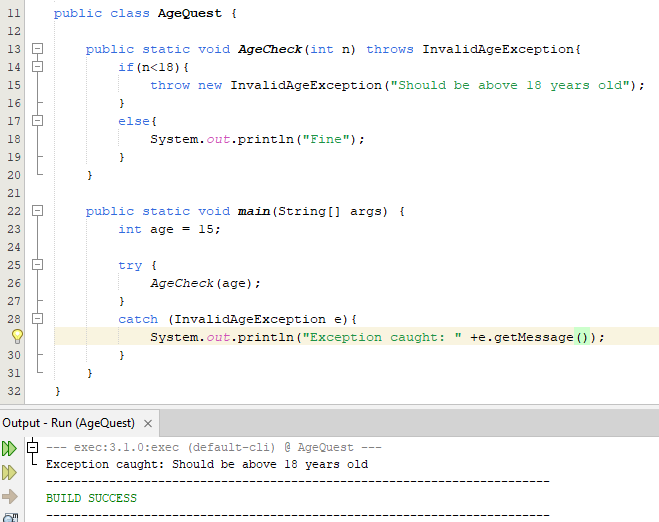 11 public class AgeQuest {
12
13 public static void AgeCheck(int n) throws InvalidAgeException{
14 if(n<18){
15 throw new InvalidAgeException("Should be above 18 years old");
16 }
17 else{
18 System.out.println("Fine");
19 }
20 }
21
22 public static void main(String[] args) {
23 int age = 15;
24
25 try {
26 AgeCheck(age);
27 }
28 catch (InvalidAgeException e){
System.out.println("Exception caught: " +e.getMessage());
30 }
31 }
32 }
Output - Run (AgeQuest) ×
--- exec:3.1.0:exec (default-cli) @ AgeQuest ---
Exception caught: Should be above 18 years old
------------------------------------------------------------------------
BUILD SUCCESS
------------------------------------------------------------------------